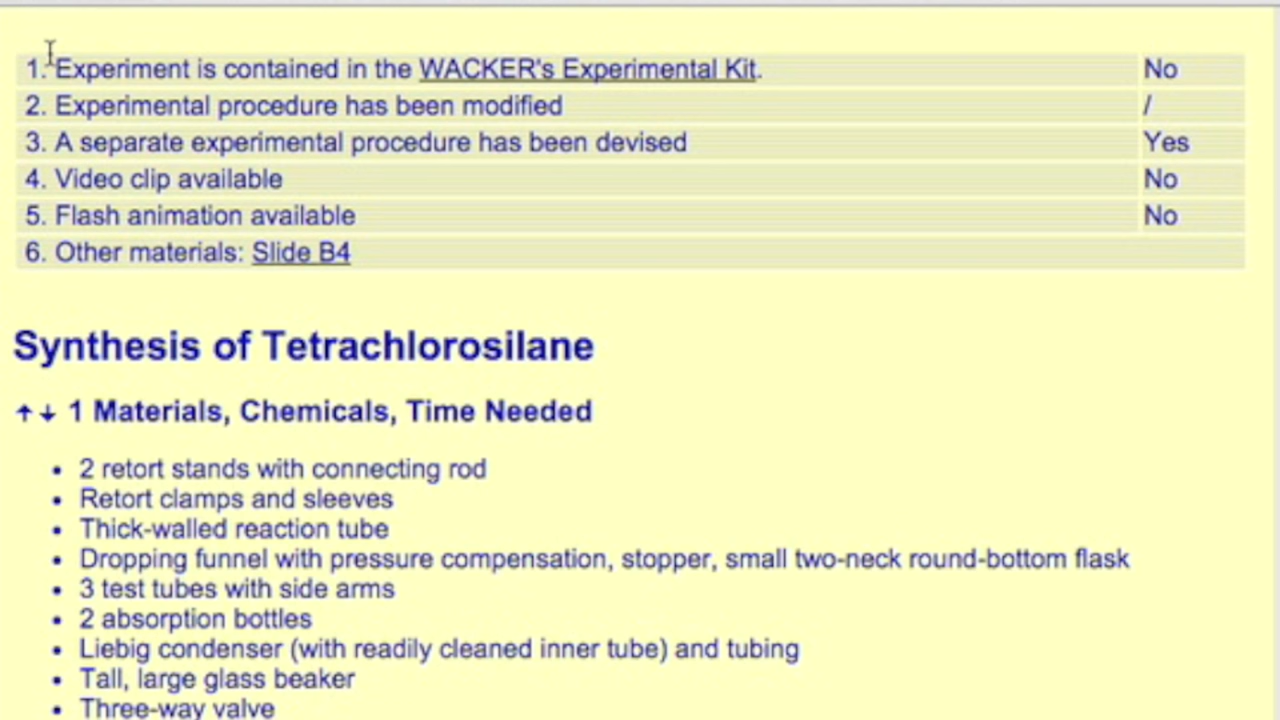 1. Experiment is contained in the WACKER's Experimental Kit. No
2. Experimental procedure has been modified /
3. A separate experimental procedure has been devised Yes
4. Video clip available No
5. Flash animation available No
6. Other materials: Slide B4
Synthesis of Tetrachlorosilane
1 Materials, Chemicals, Time Needed
• 2 retort stands with connecting rod
• Retort clamps and sleeves
• Thick-walled reaction tube
• Dropping funnel with pressure compensation, stopper, small two-neck round-bottom flask
• 3 test tubes with side arms
• 2 absorption bottles
• Liebig condenser (with readily cleaned inner tube) and tubing
• Tall, large glass beaker
• Three-way valve